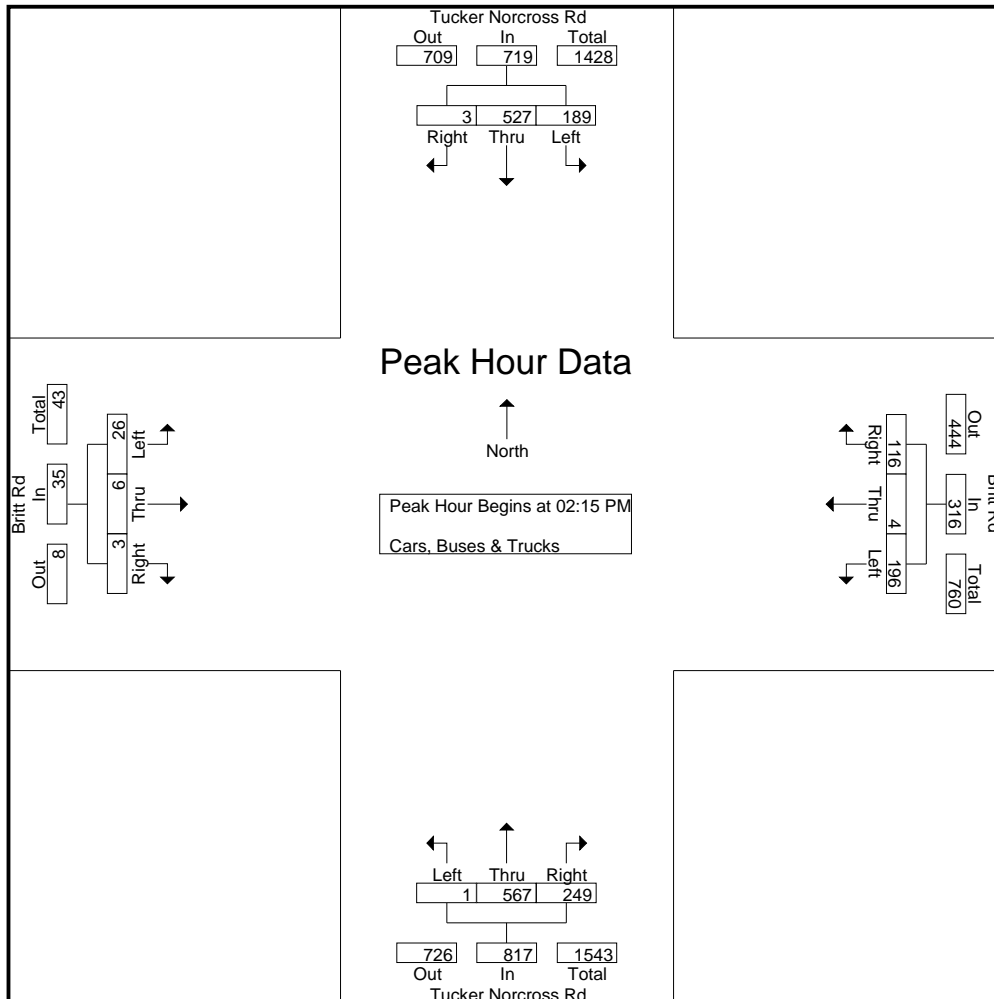 Tucker Norcross Rd
Out In Total
709 719 1428
3 527 189
Right Thru Left
Peak Hour Data
North
Peak Hour Begins at 02:15 PM
Cars, Buses & Trucks
Britt Rd
Out In Total
8 35 43
Left Thru Right
26 6 3
Britt Rd
Out In Total
444 316 760
Right Thru Left
116 4 196
Left Thru Right
1 567 249
726 817 1543
Out In Total
Tucker Norcross Rd